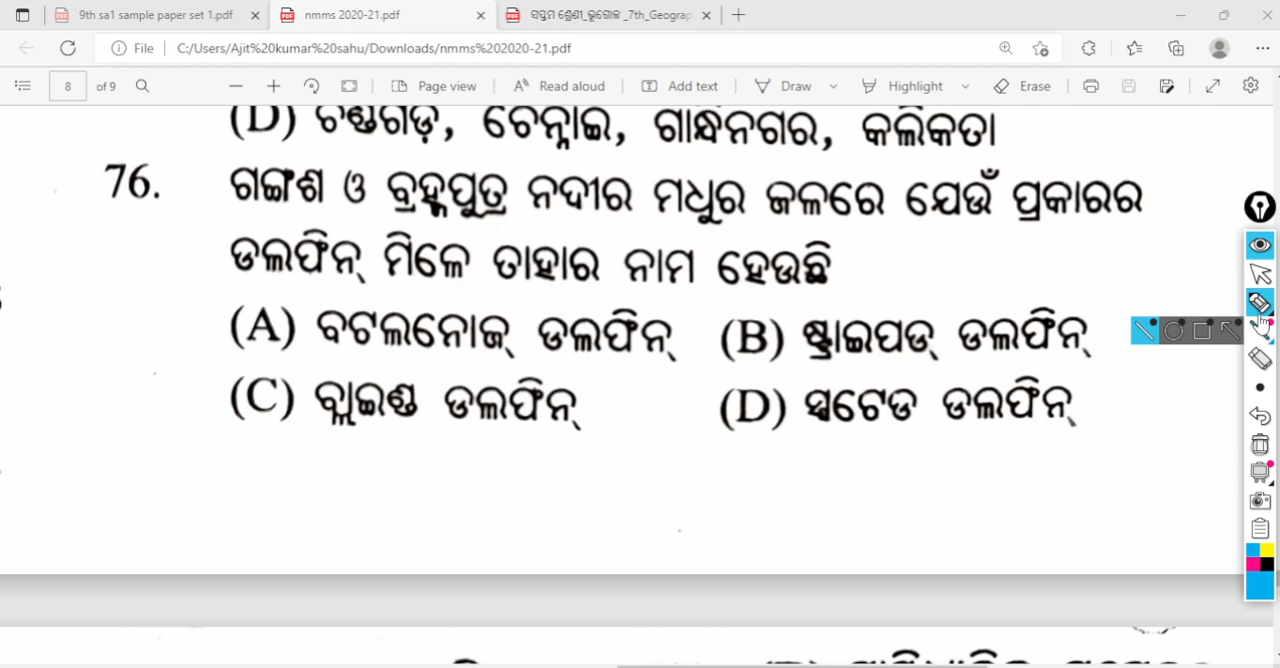 9th sa1 sample paper set 1.pdf
nmms 2020-21.pdf
ସପ୍ତମ ଶ୍ରେଣୀ_ଭୂଗୋଳ _7th_Geograp
File C:/Users/Ajit%20kumar%20sahu/Downloads/nmms%202020-21.pdf
8 of 9 Page view Read aloud Add text Draw Highlight Erase
(D) ଚଣ୍ଡିଗଡ଼, ଚେନ୍ନାଇ, ଗାନ୍ଧିନଗର, କଲିକତା
76. ଗଙ୍ଗଶ ଓ ବ୍ରହ୍ମପୁତ୍ର ନଦୀର ମଧୁର ଜଳରେ ଯେଉଁ ପ୍ରକାରର
ଡଲଫିନ୍ ମିଳେ ତାହାର ନାମ ହେଉଛି
(A) ବଟଲନୋଜ୍ ଡଲଫିନ୍ (B) ଷ୍ଟ୍ରାଇପଡ୍ ଡଲଫିନ୍
(C) ବ୍ଲାଇଣ୍ଡ ଡଲଫିନ୍ (D) ସ୍ପଟେଡ ଡଲଫିନ୍